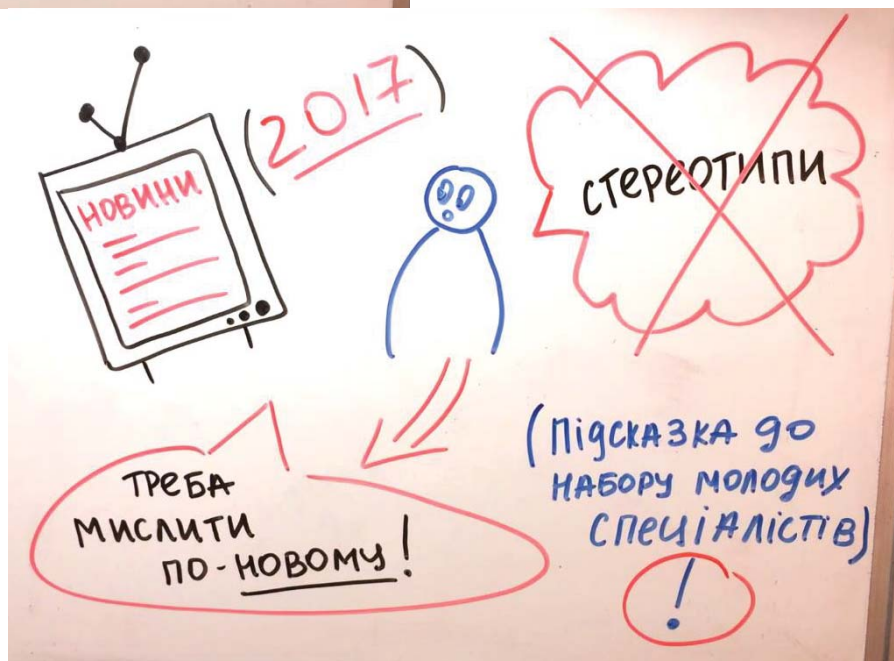 (2017)
НОВИНИ
СТЕРЕОТИПИ
ТРЕБА
МИСЛИТИ
ПО-НОВОМУ!
(ПІДСКАЗКА ДО
НАБОРУ МОЛОДИХ
СПЕЦІАЛІСТІВ)
!